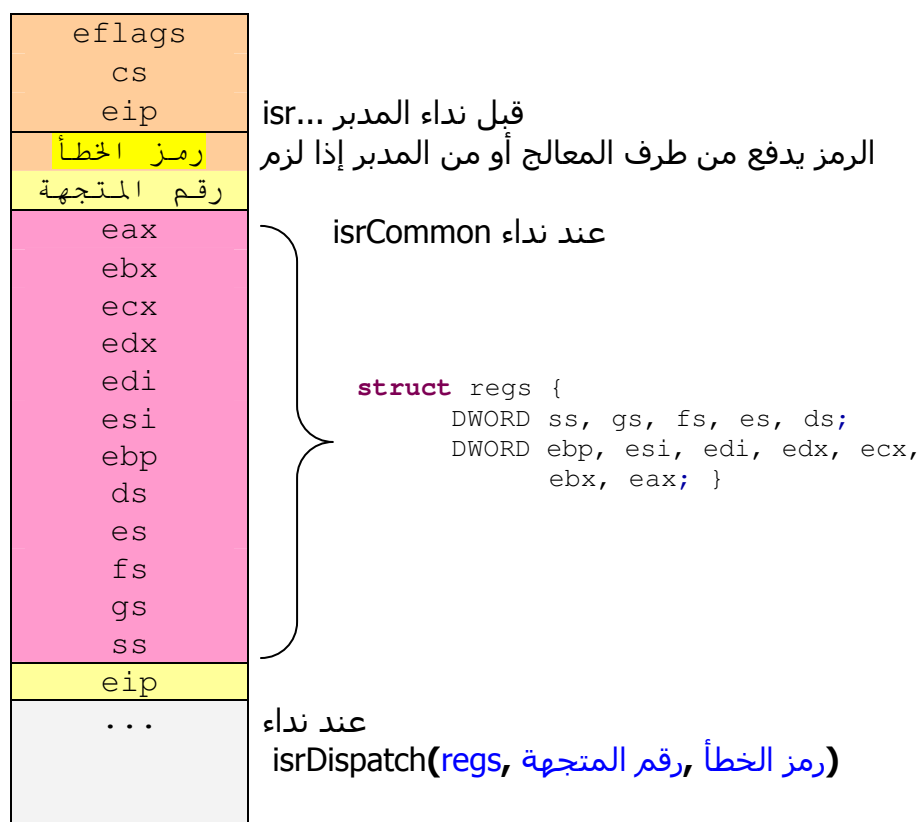 eflags
cs
eip
قبل نداء المدبر ...isr
رمز الخطأ
الرمز يدفع من طرف المعالج أو من المدبر إذا لزم
رقم المتجهة
eax
عند نداء isrCommon
ebx
ecx
edx
edi
esi
ebp
ds
es
fs
gs
ss
struct regs {
DWORD ss, gs, fs, es, ds;
DWORD ebp, esi, edi, edx, ecx,
ebx, eax; }
eip
...
عند نداء
isrDispatch(regs, رقم المتجهة, رمز الخطأ)